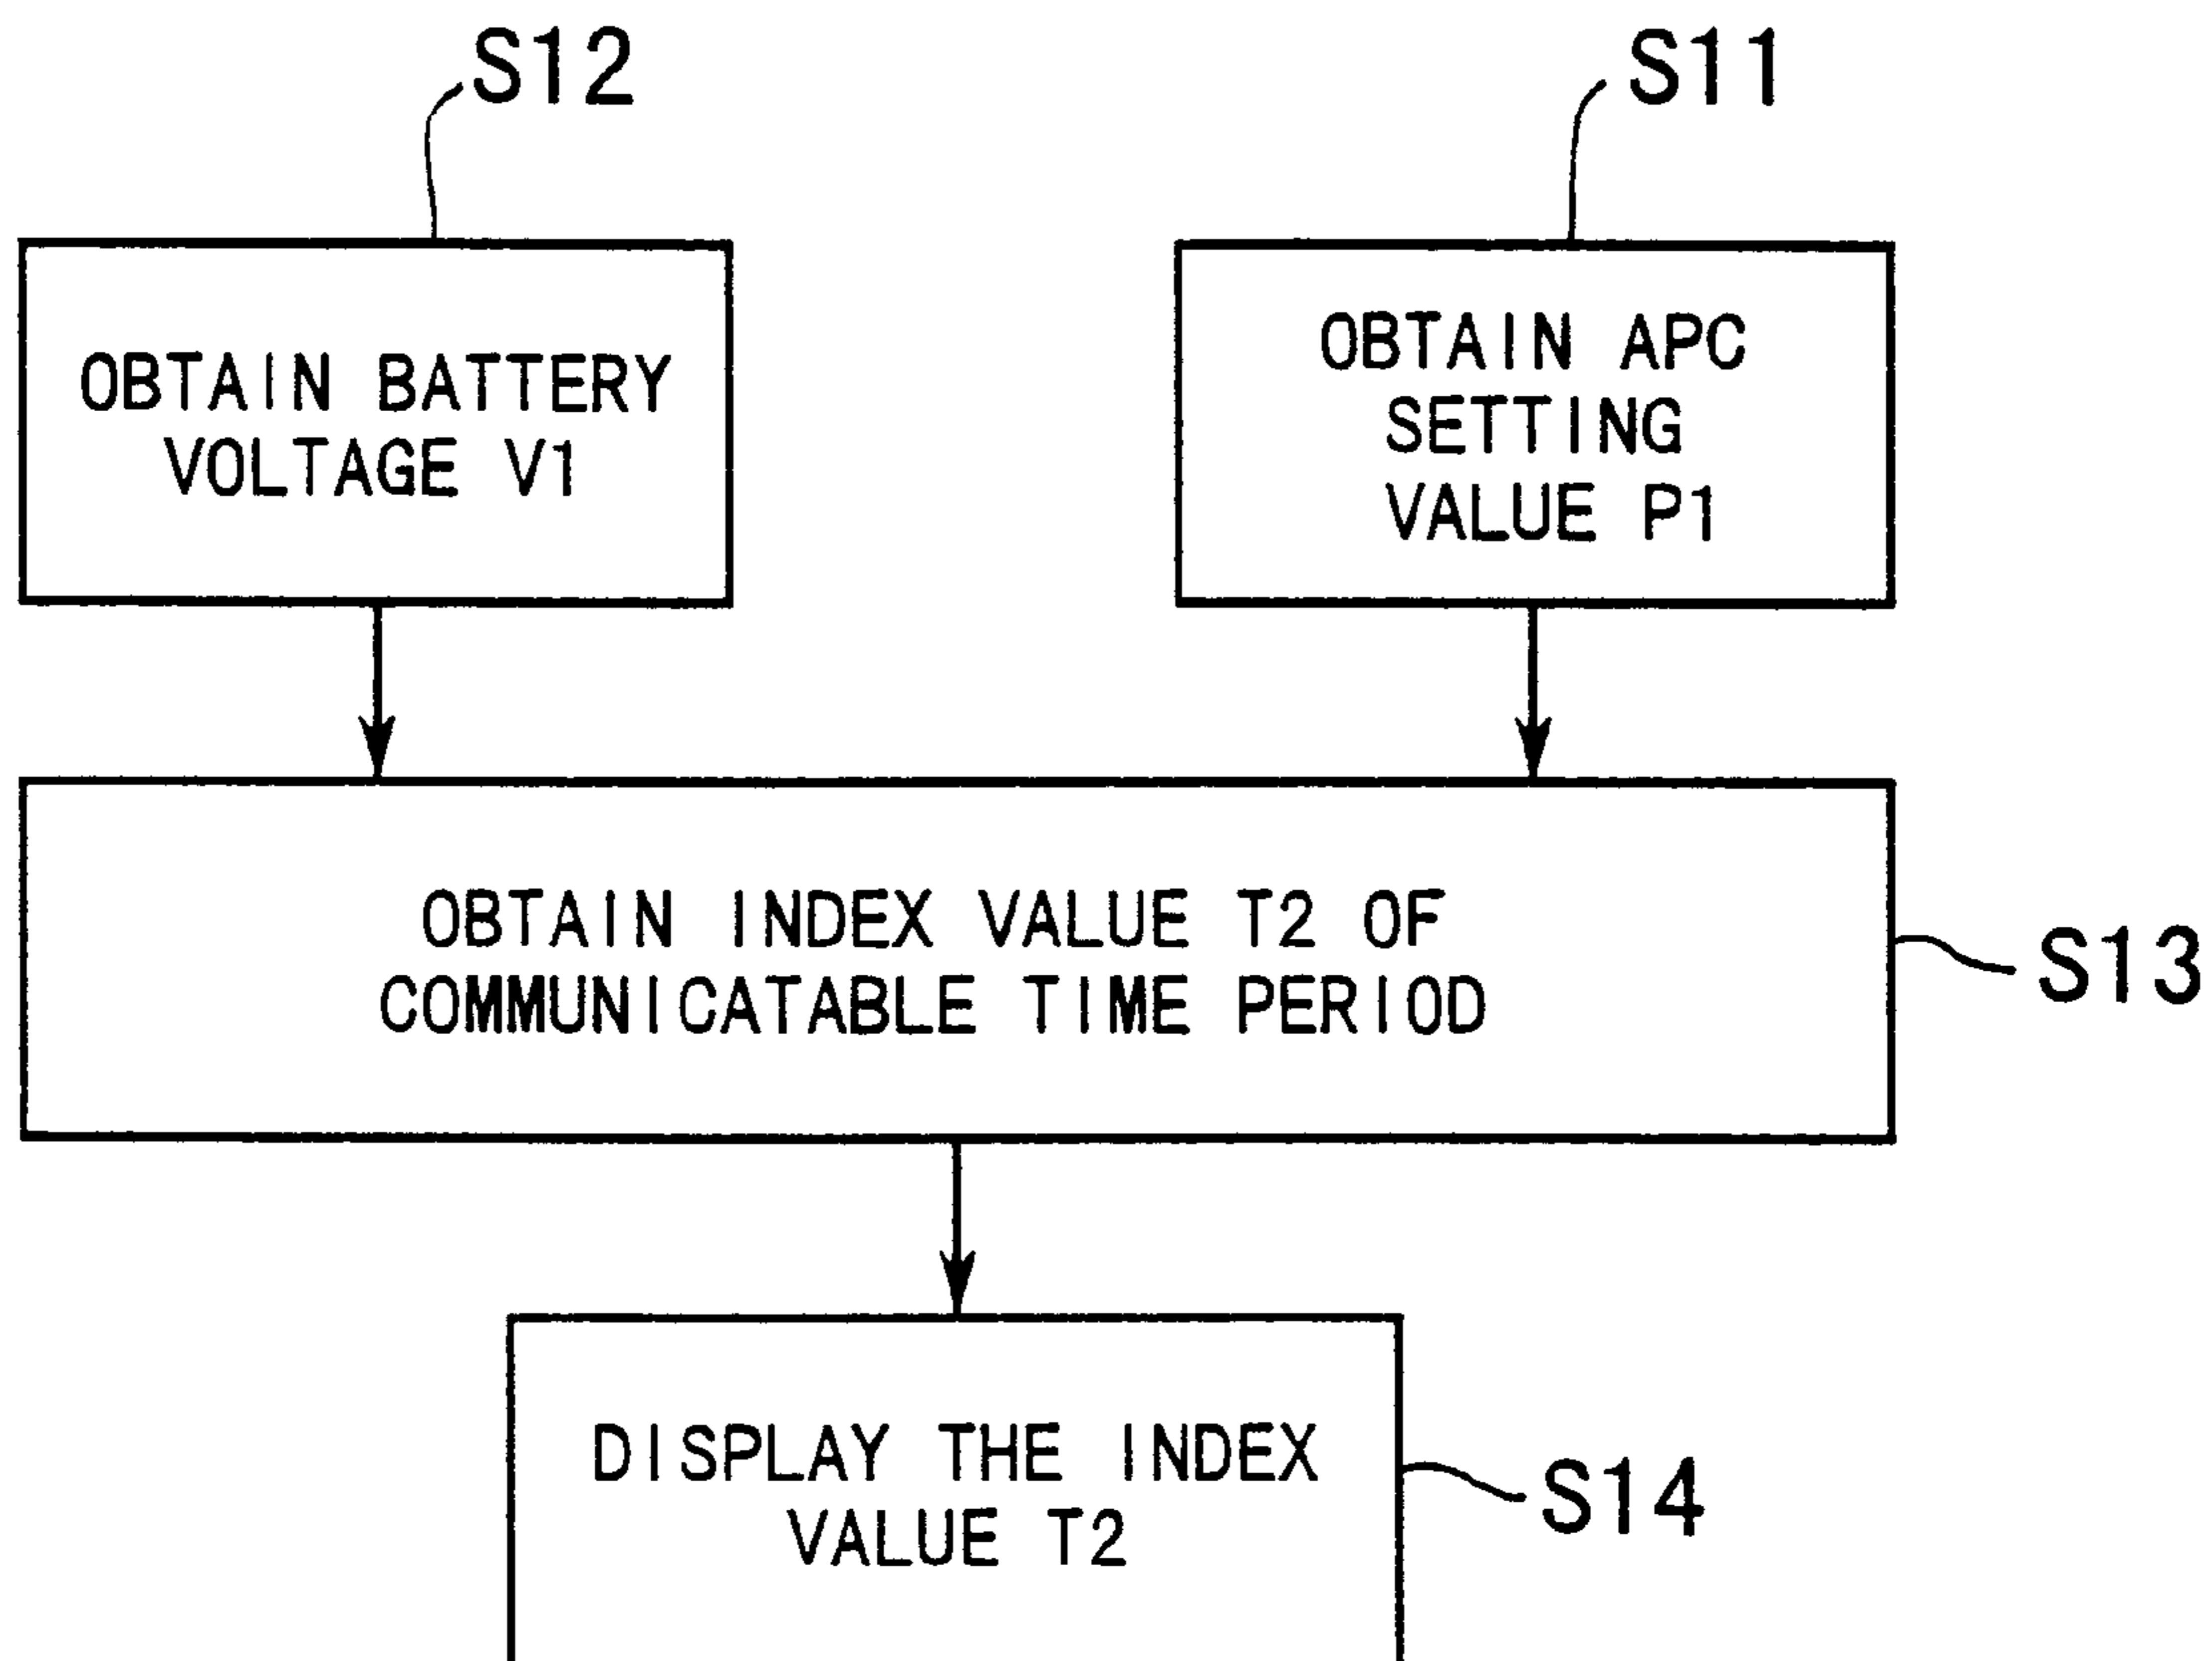 S12
S11
OBTAIN BATTERY
VOLTAGE V1
OBTAIN APC
SETTING
VALUE P1
OBTAIN INDEX VALUE T2 OF
COMMUNICATABLE TIME PERIOD
S13
DISPLAY THE INDEX
VALUE T2
S14